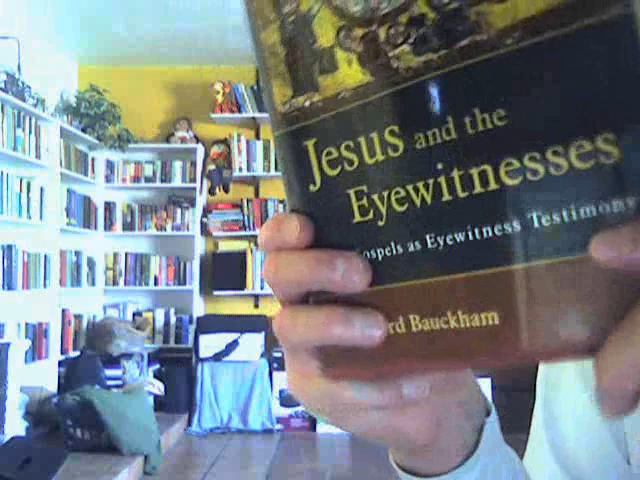 Jesus and the
Eyewitnesses
ospels as Eyewitness Testimony
rd Bauckham